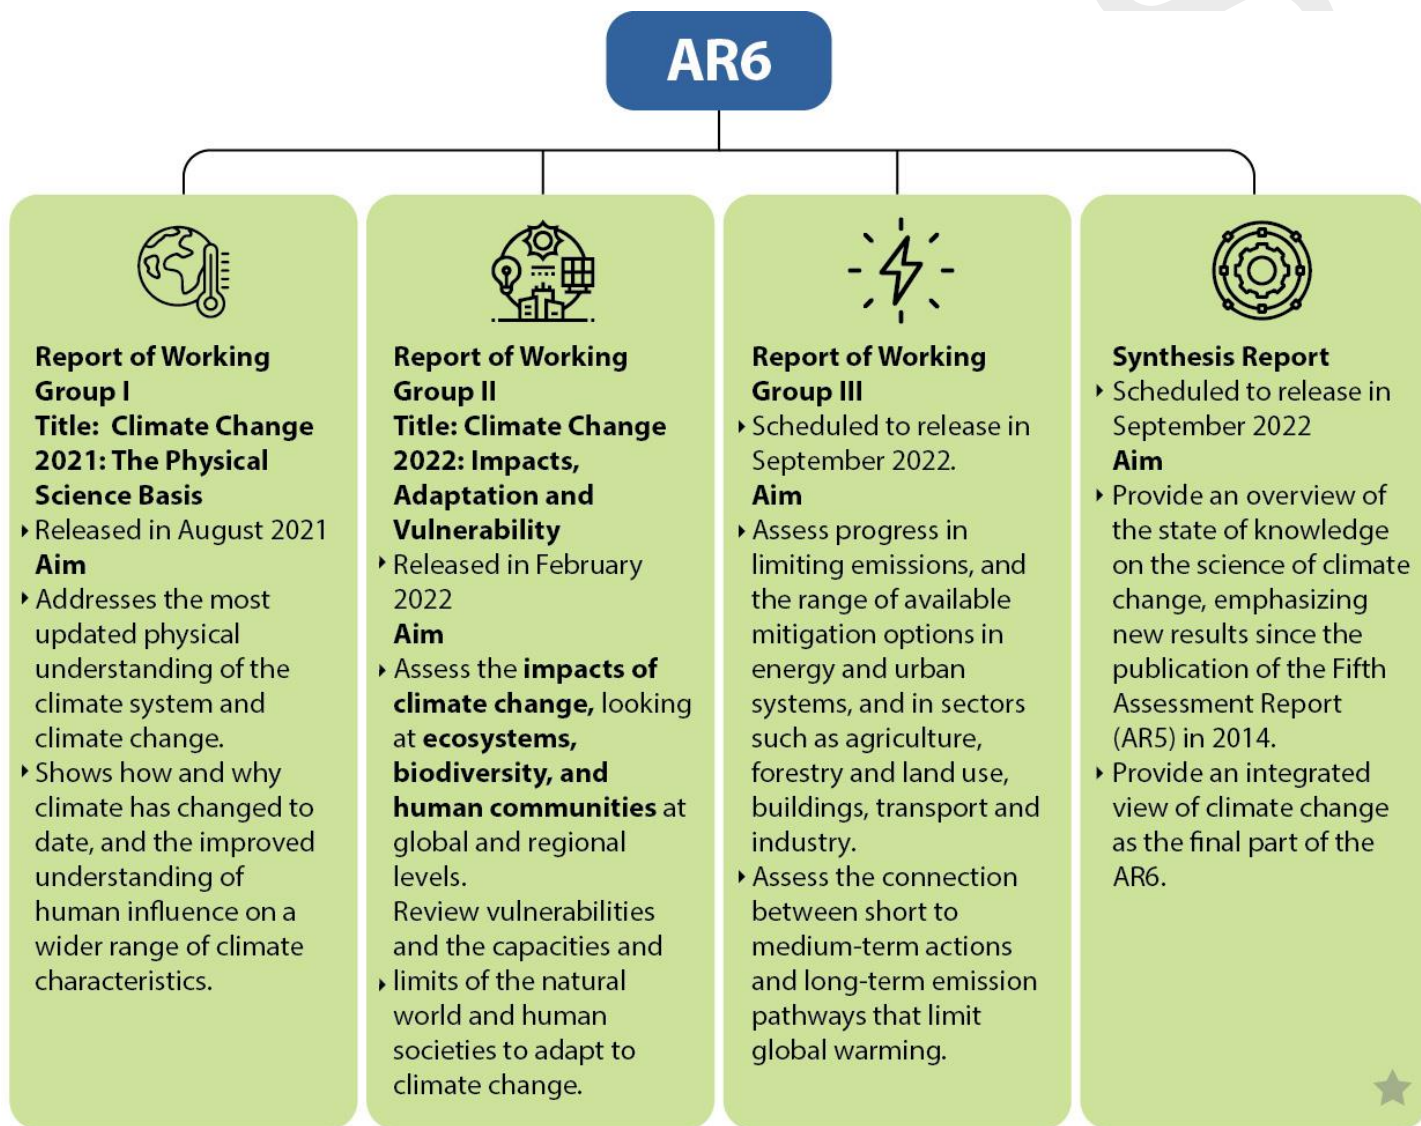 AR6
Report of Working
Group I
Title: Climate Change
2021: The Physical
Science Basis
Released in August 2021
Aim
Addresses the most
updated physical
understanding of the
climate system and
climate change.
Shows how and why
climate has changed to
date, and the improved
understanding of
human influence on a
wider range of climate
characteristics.
Report of Working
Group II
Title: Climate Change
2022: Impacts,
Adaptation and
Vulnerability
Released in February
2022
Aim
Assess the impacts of
climate change, looking
at ecosystems,
biodiversity, and
human communities at
global and regional
levels.
Review vulnerabilities
and the capacities and
limits of the natural
world and human
societies to adapt to
climate change.
Report of Working
Group III
Scheduled to release in
September 2022.
Aim
Assess progress in
limiting emissions, and
the range of available
mitigation options in
energy and urban
systems, and in sectors
such as agriculture,
forestry and land use,
buildings, transport and
industry.
Assess the connection
between short to
medium-term actions
and long-term emission
pathways that limit
global warming.
Synthesis Report
Scheduled to release in
September 2022
Aim
Provide an overview of
the state of knowledge
on the science of climate
change, emphasizing
new results since the
publication of the Fifth
Assessment Report
(AR5) in 2014.
Provide an integrated
view of climate change
as the final part of the
AR6.